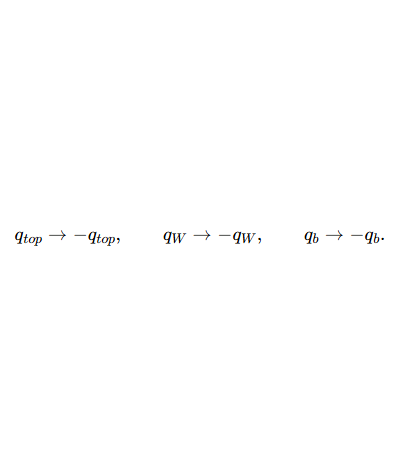 q_{top} → −q_{top},    q_W → −q_W,    q_b → −q_b.